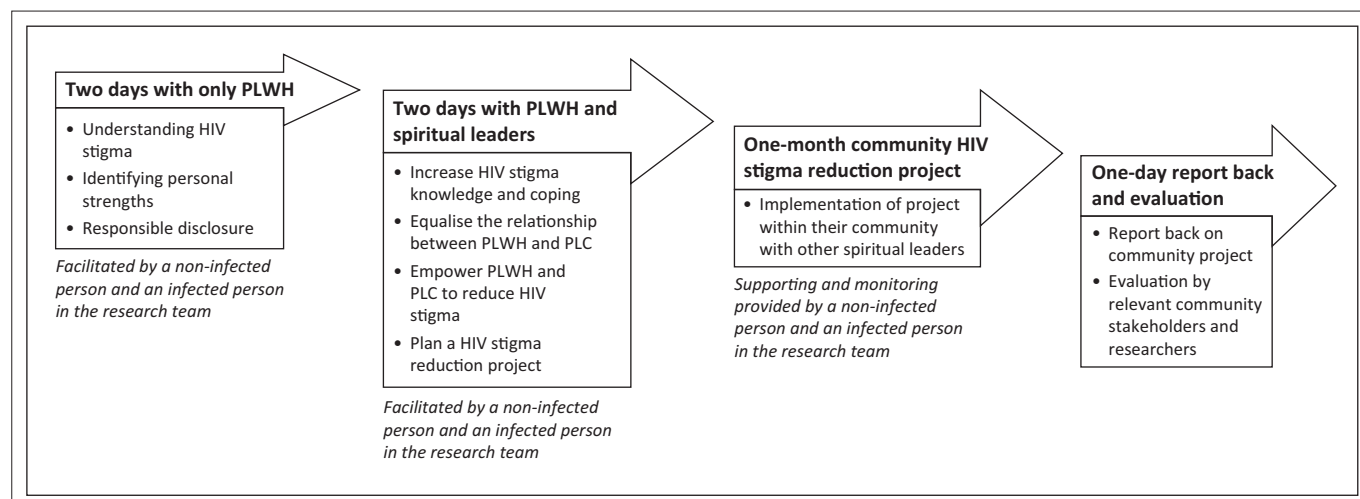 Two days with only PLWH
• Understanding HIV
stigma
• Identifying personal
strengths
• Responsible disclosure
Facilitated by a non-infected
person and an infected person
in the research team
Two days with PLWH and
spiritual leaders
• Increase HIV stigma
knowledge and coping
• Equalise the relationship
between PLWH and PLC
• Empower PLWH and
PLC to reduce HIV
stigma
• Plan a HIV stigma
reduction project
Facilitated by a non-infected
person and an infected person
in the research team
One-month community HIV
stigma reduction project
• Implementation of project
within their community
with other spiritual leaders
Supporting and monitoring
provided by a non-infected
person and an infected person
in the research team
One-day report back
and evaluation
• Report back on
community project
• Evaluation by
relevant community
stakeholders and
researchers